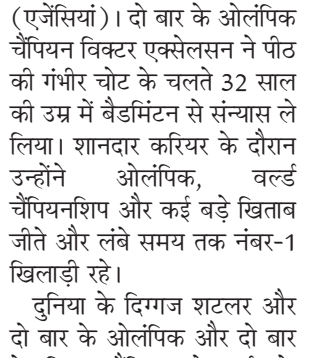 (एजेंसियां)। दो बार के ओलंपिक
चैंपियन विक्टर एक्सेलसन ने पीठ
की गंभीर चोट के चलते 32 साल
की उम्र में बैडमिंटन से संन्यास ले
लिया। शानदार करियर के दौरान
उन्होंने ओलंपिक, वर्ल्ड
चैंपियनशिप और कई बड़े खिताब
जीते और लंबे समय तक नंबर-1
खिलाड़ी रहे।
दुनिया के दिग्गज शटलर और
दो बार के ओलंपिक और दो बार